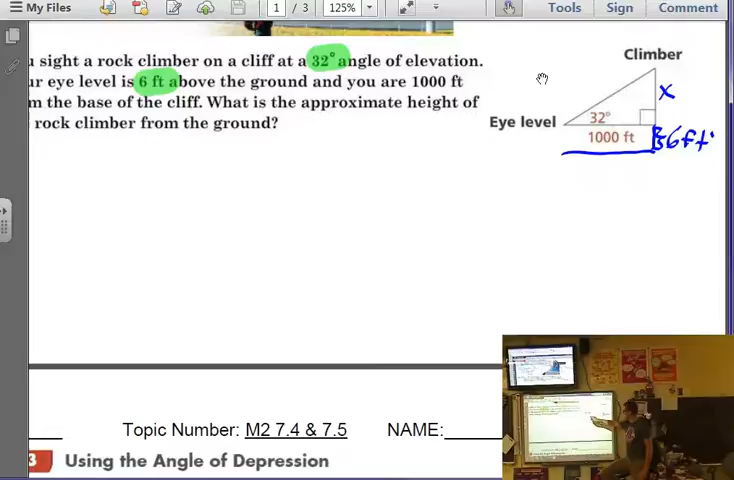 My Files
1 / 3
125%
Tools
Sign
Comment
u sight a rock climber on a cliff at a 32° angle of elevation.
ur eye level is 6 ft above the ground and you are 1000 ft
m the base of the cliff. What is the approximate height of
rock climber from the ground?
Climber
x
32°
Eye level
1000 ft
6ft.
Topic Number: M2 7.4 & 7.5 NAME:
3 Using the Angle of Depression